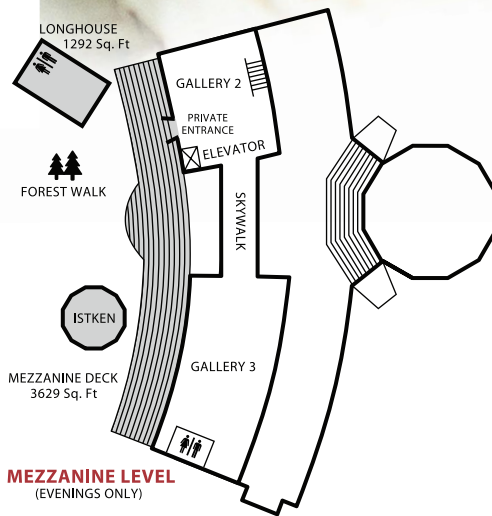 LONGHOUSE
1292 Sq. Ft
GALLERY 2
PRIVATE
ENTRANCE
ELEVATOR
FOREST WALK
SKYWALK
ISTKEN
GALLERY 3
MEZZANINE DECK
3629 Sq. Ft
MEZZANINE LEVEL
(EVENINGS ONLY)